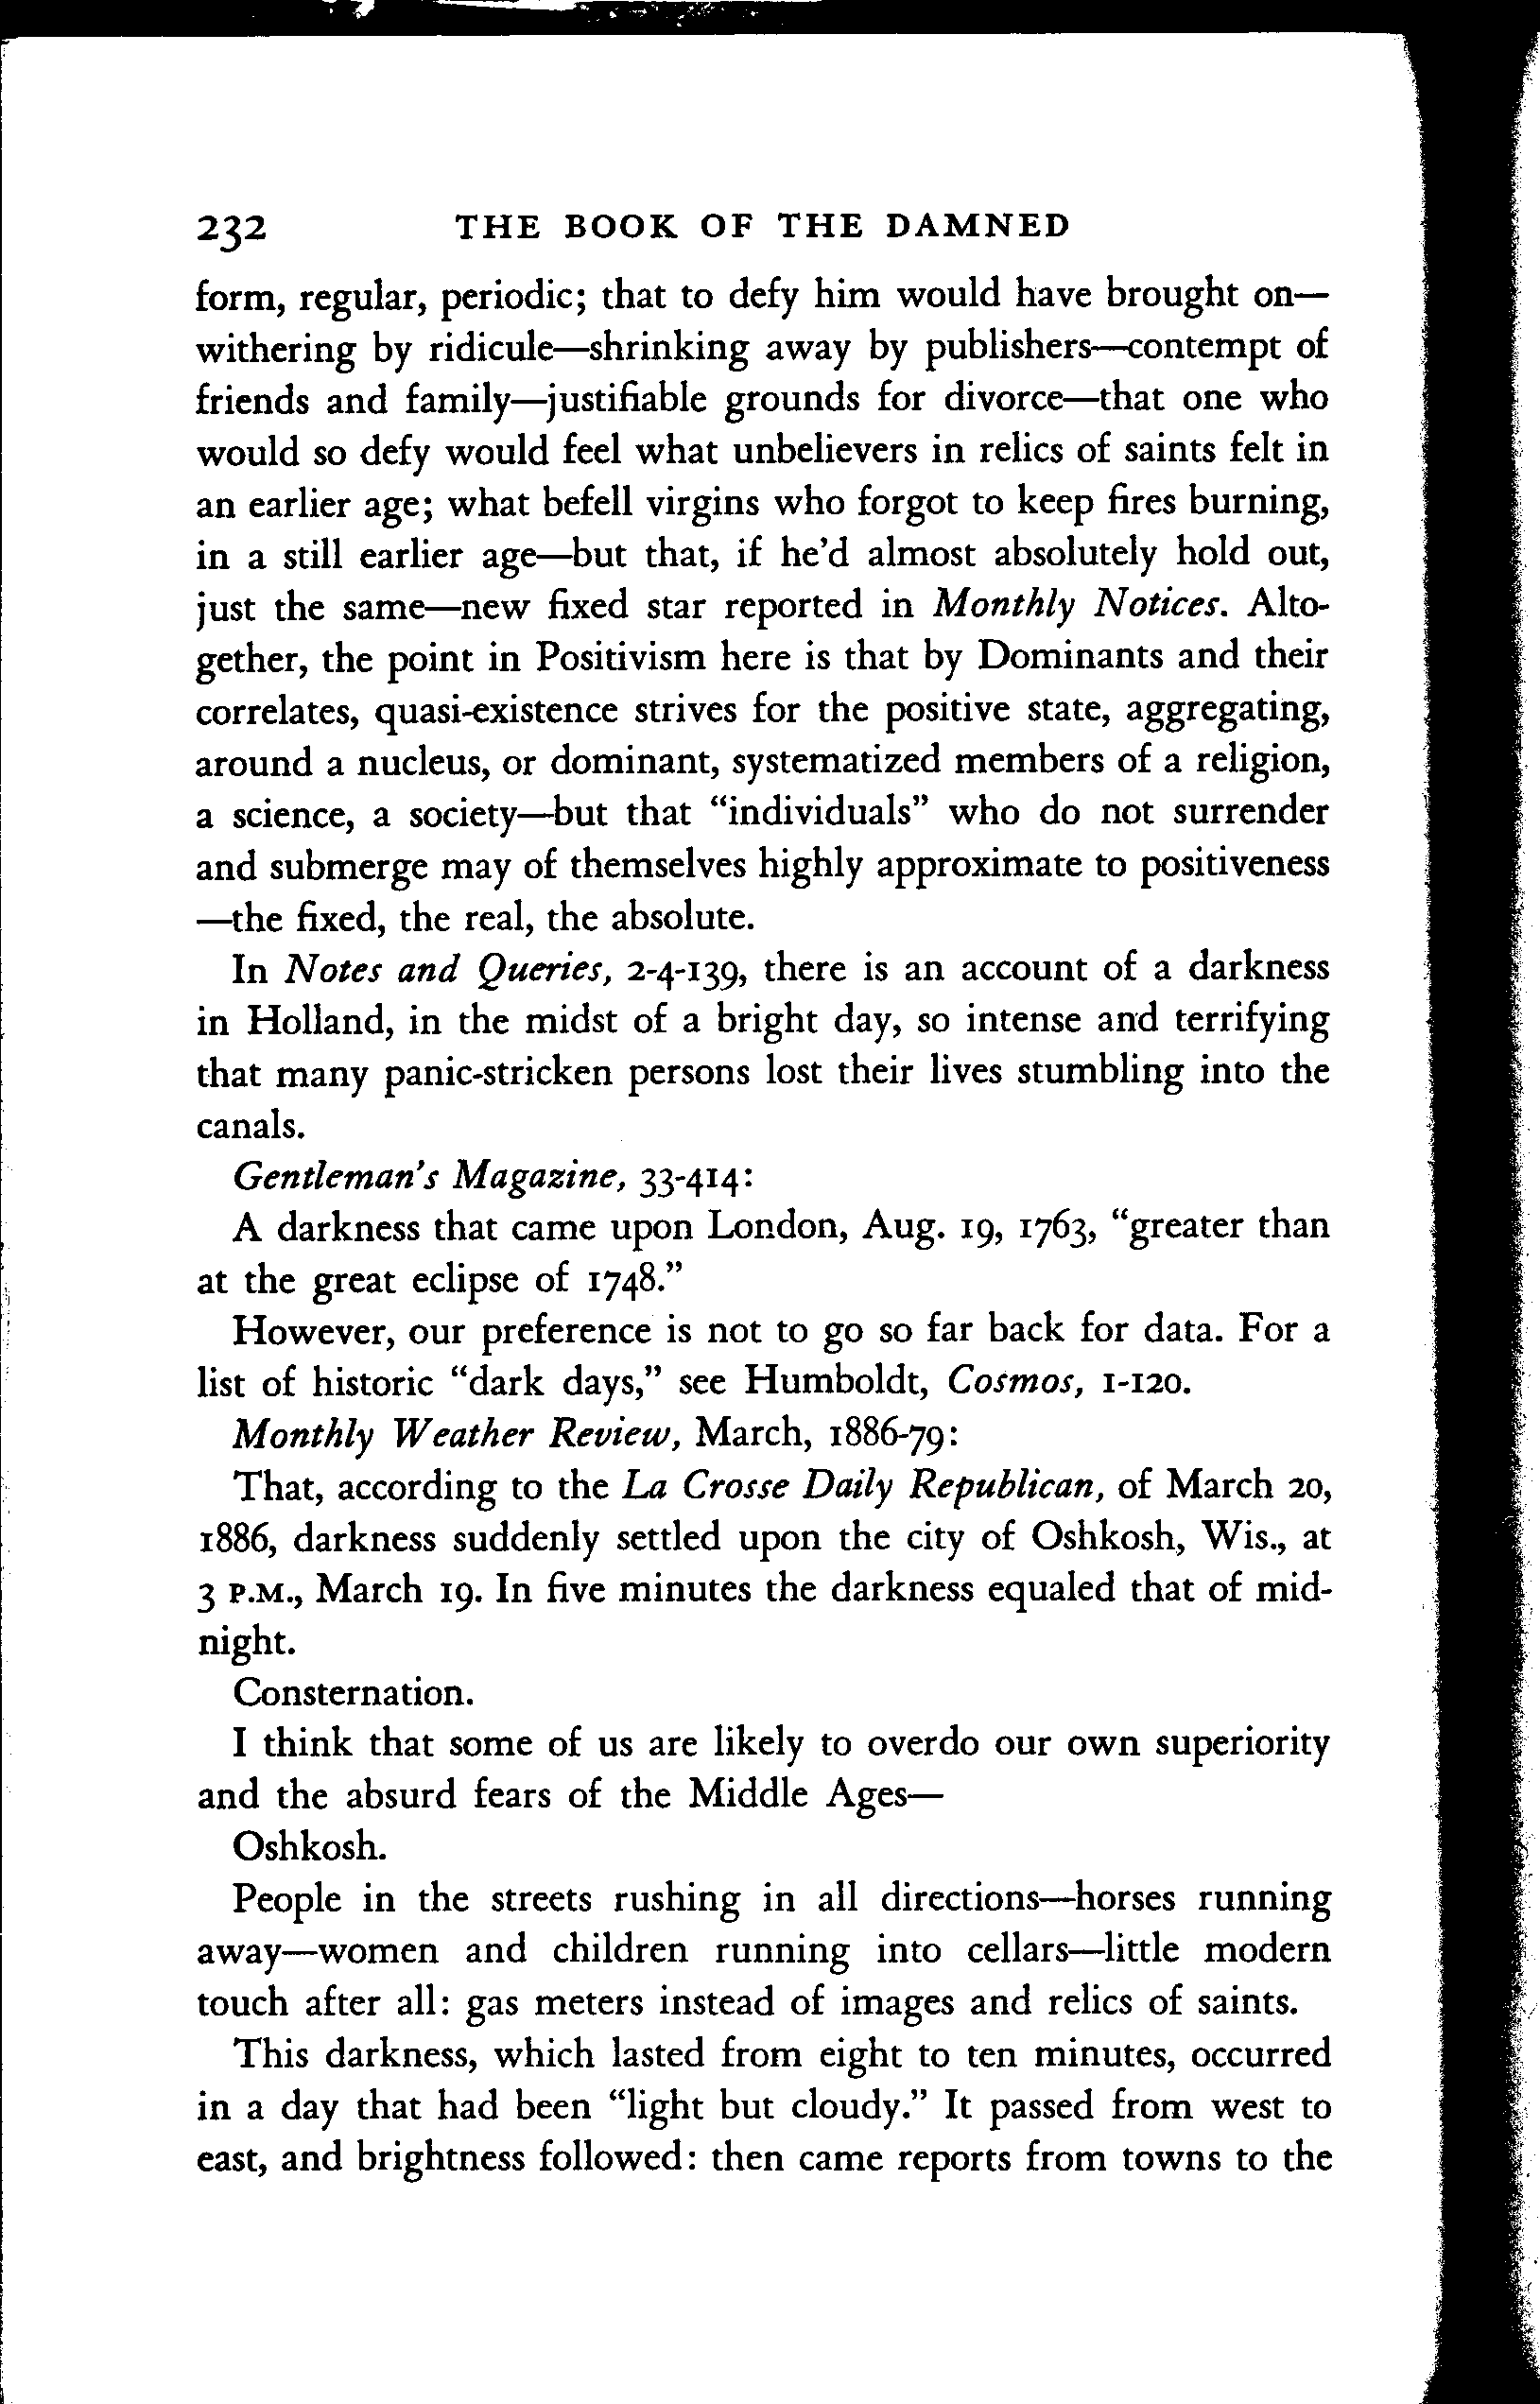 232 THE BOOK OF THE DAMNED
form, regular, periodic; that to defy him would have brought on—
withering by ridicule—shrinking away by publishers—contempt of
friends and family—justifiable grounds for divorce—that one who
would so defy would feel what unbelievers in relics of saints felt in
an earlier age; what befell virgins who forgot to keep fires burning,
in a still earlier age—but that, if he’d almost absolutely hold out,
just the same—new fixed star reported in Monthly Notices. Alto-
gether, the point in Positivism here is that by Dominants and their
correlates, quasi-existence strives for the positive state, aggregating,
around a nucleus, or dominant, systematized members of a religion,
a science, a society—but that “individuals” who do not surrender
and submerge may of themselves highly approximate to positiveness
—the fixed, the real, the absolute.
In Notes and Queries, 2-4-139, there is an account of a darkness
in Holland, in the midst of a bright day, so intense and terrifying
that many panic-stricken persons lost their lives stumbling into the
canals.
Gentleman’s Magazine, 33-414:
A darkness that came upon London, Aug. 19, 1763, “greater than
at the great eclipse of 1748.”
However, our preference is not to go so far back for data. For a
list of historic “dark days,” see Humboldt, Cosmos, 1-120.
Monthly Weather Review, March, 1886-79:
That, according to the La Crosse Daily Republican, of March 20,
1886, darkness suddenly settled upon the city of Oshkosh, Wis., at
3 P.M., March 19. In five minutes the darkness equaled that of mid-
night.
Consternation.
I think that some of us are likely to overdo our own superiority
and the absurd fears of the Middle Ages—
Oshkosh.
People in the streets rushing in all directions—horses running
away—women and children running into cellars—little modern
touch after all: gas meters instead of images and relics of saints.
This darkness, which lasted from eight to ten minutes, occurred
in a day that had been “light but cloudy.” It passed from west to
east, and brightness followed: then came reports from towns to the